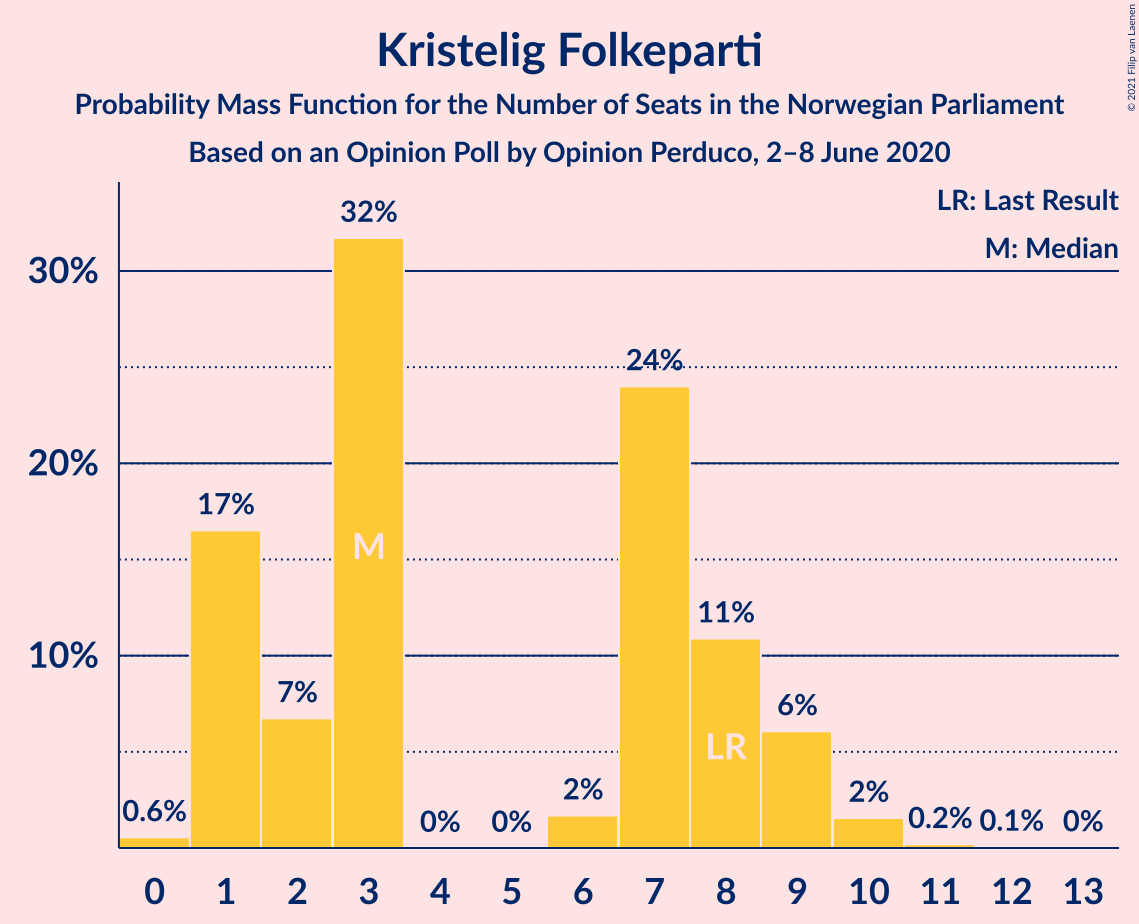 Kristelig Folkeparti
Probability Mass Function for the Number of Seats in the Norwegian Parliament
Based on an Opinion Poll by Opinion Perduco, 2–8 June 2020
© 2021 Filip van Laenen
LR: Last Result
M: Median
30%
20%
10%
0.6%
17%
7%
32%
0%
0%
2%
24%
11%
6%
2%
0.2%
0.1%
0%
M
LR
0 1 2 3 4 5 6 7 8 9 10 11 12 13